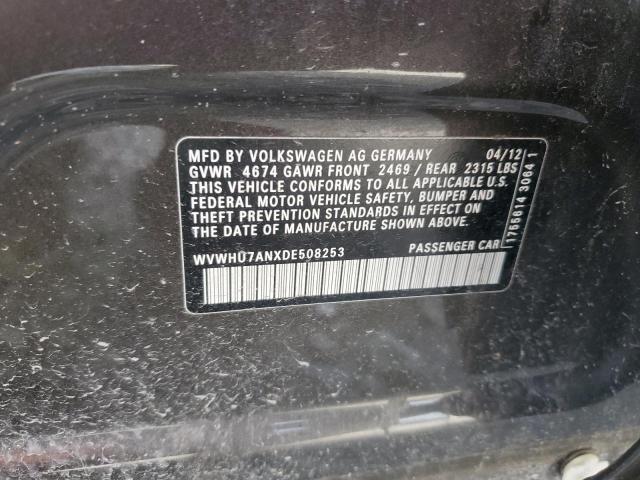 MFD BY VOLKSWAGEN AG GERMANY 04/12
GVWR 4674 GAWR FRONT 2469 / REAR 2315 LBS
THIS VEHICLE CONFORMS TO ALL APPLICABLE U.S.
FEDERAL MOTOR VEHICLE SAFETY, BUMPER AND
THEFT PREVENTION STANDARDS IN EFFECT ON
THE DATE OF MANUFACTURE SHOWN ABOVE.
WVWHU7ANXDE508253 PASSENGER CAR
1755614 3064 1